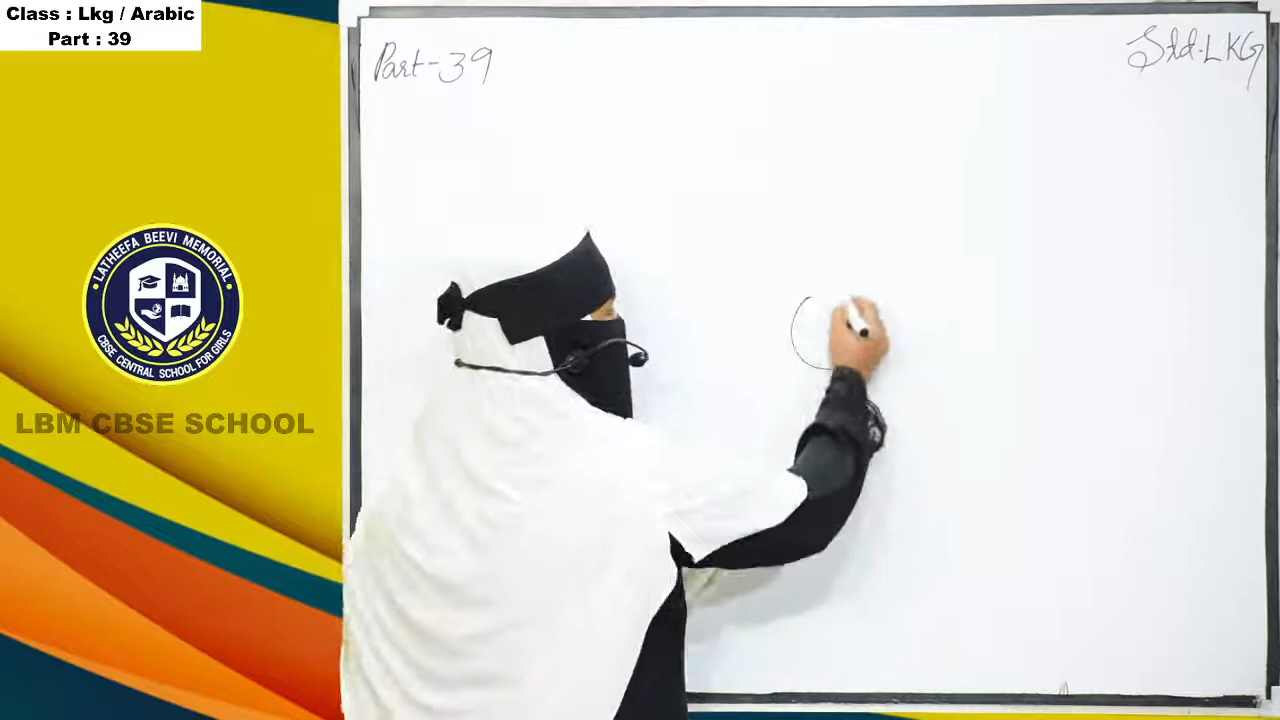 Class : Lkg / Arabic
Part : 39
Part-39
Std-LKG
LATHEEFA BEEVI MEMORIAL
CBSE CENTRAL SCHOOL FOR GIRLS
LBM CBSE SCHOOL